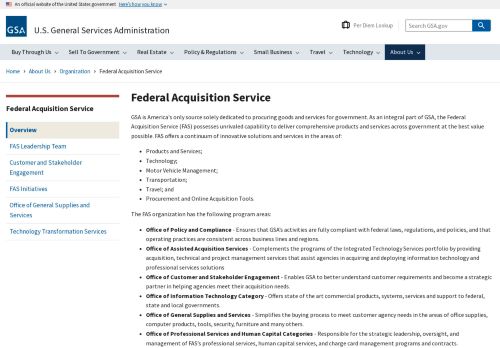 An official website of the United States government Here's how you know
GSA
U.S. General Services Administration
Per Diem Lookup
Search GSA.gov
Buy Through Us Sell To Government Real Estate Policy & Regulations Small Business Travel Technology About Us
Home › About Us › Organization › Federal Acquisition Service
Federal Acquisition Service
Overview
FAS Leadership Team
Customer and Stakeholder
Engagement
FAS Initiatives
Office of General Supplies and
Services
Technology Transformation Services
Federal Acquisition Service
GSA is America's only source solely dedicated to procuring goods and services for government. As an integral part of GSA, the Federal
Acquisition Service (FAS) possesses unrivaled capability to deliver comprehensive products and services across government at the best value
possible. FAS offers a continuum of innovative solutions and services in the areas of:
• Products and Services;
• Technology;
• Motor Vehicle Management;
• Transportation;
• Travel; and
• Procurement and Online Acquisition Tools.
The FAS organization has the following program areas:
• Office of Policy and Compliance - Ensures that GSA's activities are fully compliant with federal laws, regulations, and policies, and that
operating practices are consistent across business lines and regions.
• Office of Assisted Acquisition Services - Complements the programs of the Integrated Technology Services portfolio by providing
acquisition, technical and project management services that assist agencies in acquiring and deploying information technology and
professional services solutions
• Office of Customer and Stakeholder Engagement - Enables GSA to better understand customer requirements and become a strategic
partner in helping agencies meet their acquisition needs.
• Office of Information Technology Category - Offers state of the art commercial products, systems, services and support to federal,
state and local governments.
• Office of General Supplies and Services - Simplifies the buying process to meet customer agency needs in the areas of office supplies,
computer products, tools, security, furniture and many others.
• Office of Professional Services and Human Capital Categories - Responsible for the strategic leadership, oversight, and
management of FAS's professional services, human capital services, and charge card management programs and contracts.